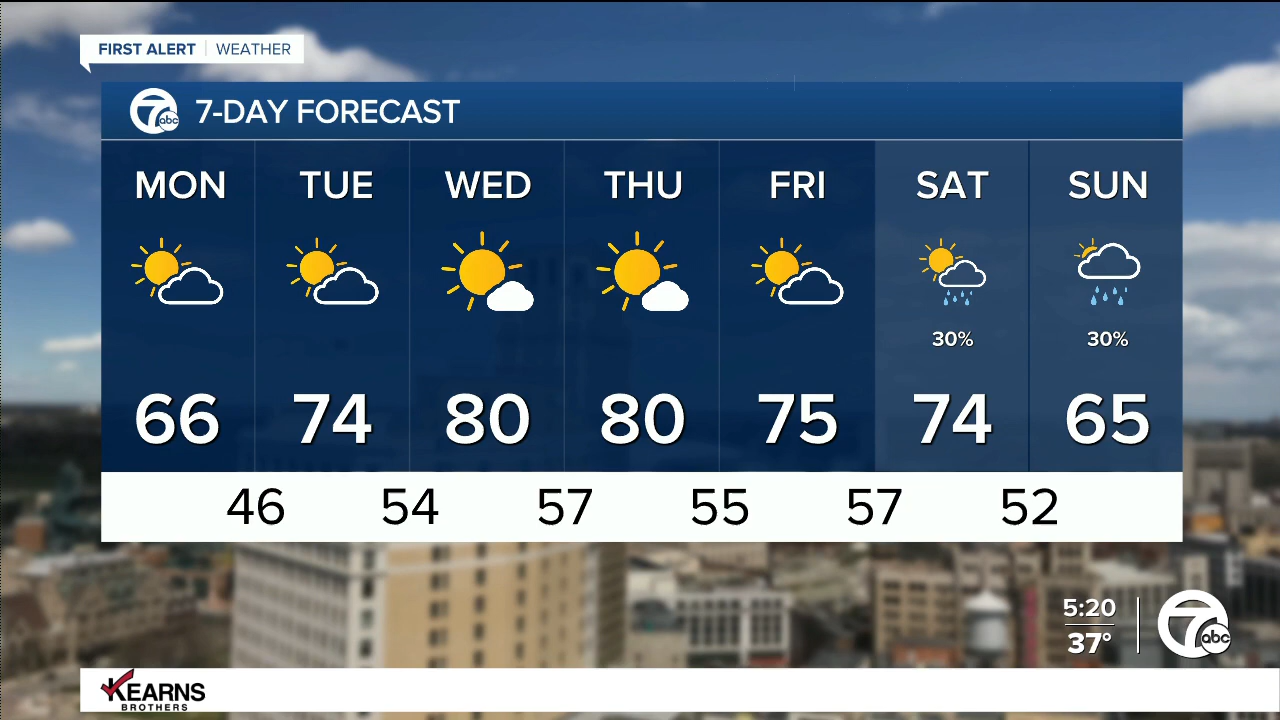 FIRST ALERT WEATHER
7abc 7-DAY FORECAST
MON TUE WED THU FRI SAT SUN
30% 30%
66 74 80 80 75 74 65
46 54 57 55 57 52
5:20
37°
7abc
KEARNS
BROTHERS